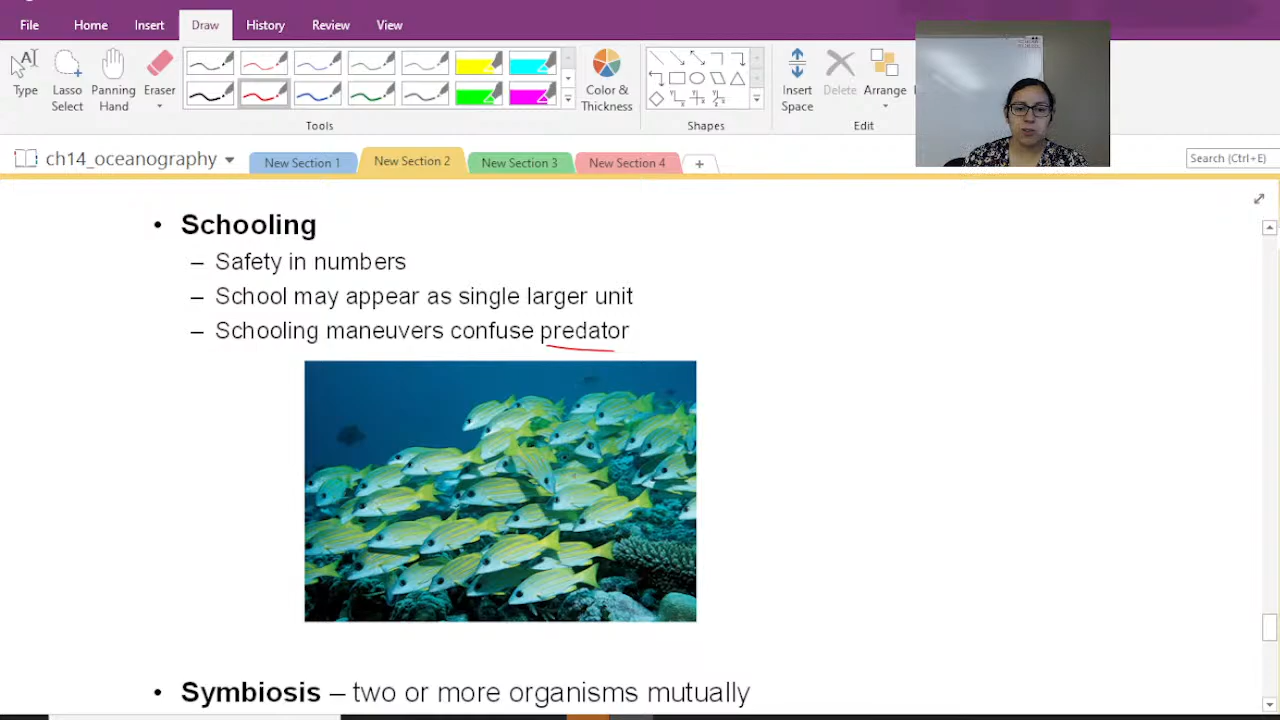 File Home Insert Draw History Review View
Type Lasso Select Panning Hand Eraser Color & Thickness Insert Space Delete Arrange
Tools Shapes Edit
ch14_oceanography New Section 1 New Section 2 New Section 3 New Section 4 + Search (Ctrl+E)
• Schooling
– Safety in numbers
– School may appear as single larger unit
– Schooling maneuvers confuse predator
• Symbiosis – two or more organisms mutually